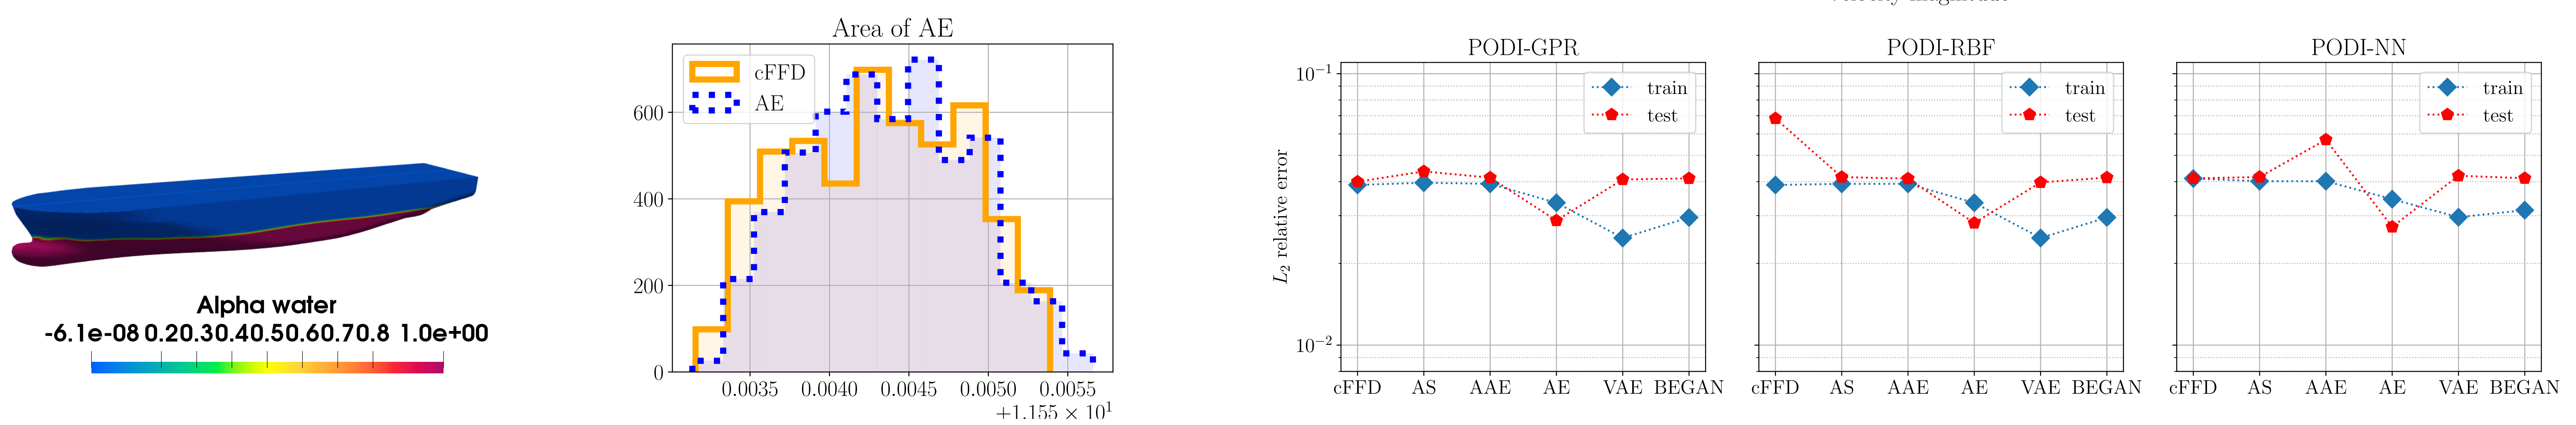 Alpha water
-6.1e-08 0.2 0.3 0.4 0.5 0.6 0.7 0.8 1.0e+00
Area of AE
cFFD
AE
600
400
200
0
0.0035 0.0040 0.0045 0.0050 0.0055
+1.155 × 10¹
velocity magnitude
PODI-GPR
train
test
L₂ relative error
10⁻¹
10⁻²
cFFD AS AAE AE VAE BEGAN
PODI-RBF
train
test
cFFD AS AAE AE VAE BEGAN
PODI-NN
train
test
cFFD AS AAE AE VAE BEGAN